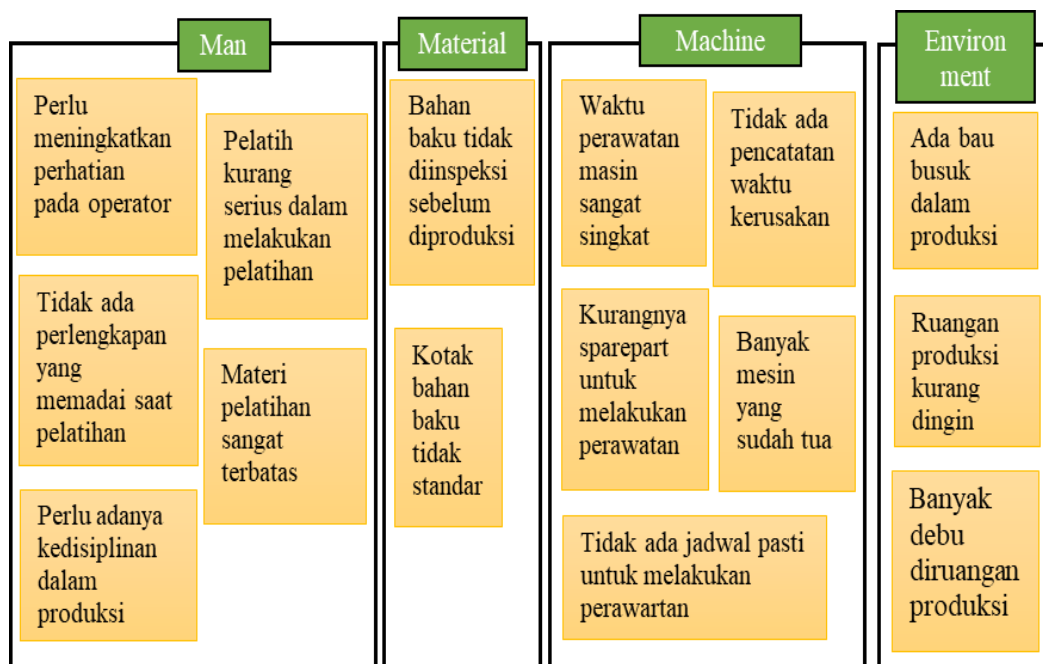 Man
Perlu
meningkatkan
perhatian
pada operator
Pelatih
kurang
serius dalam
melakukan
pelatihan
Tidak ada
perlengkapan
yang
memadai saat
pelatihan
Materi
pelatihan
sangat
terbatas
Perlu adanya
kedisiplinan
dalam
produksi
Material
Bahan
baku tidak
diinspeksi
sebelum
diproduksi
Kotak
bahan
baku
tidak
standar
Machine
Waktu
perawatan
masin
sangat
singkat
Tidak ada
pencatatan
waktu
kerusakan
Kurangnya
sparepart
untuk
melakukan
perawatan
Banyak
mesin
yang
sudah tua
Tidak ada jadwal pasti
untuk melakukan
perawartan
Environ
ment
Ada bau
busuk
dalam
produksi
Ruangan
produksi
kurang
dingin
Banyak
debu
diruangan
produksi